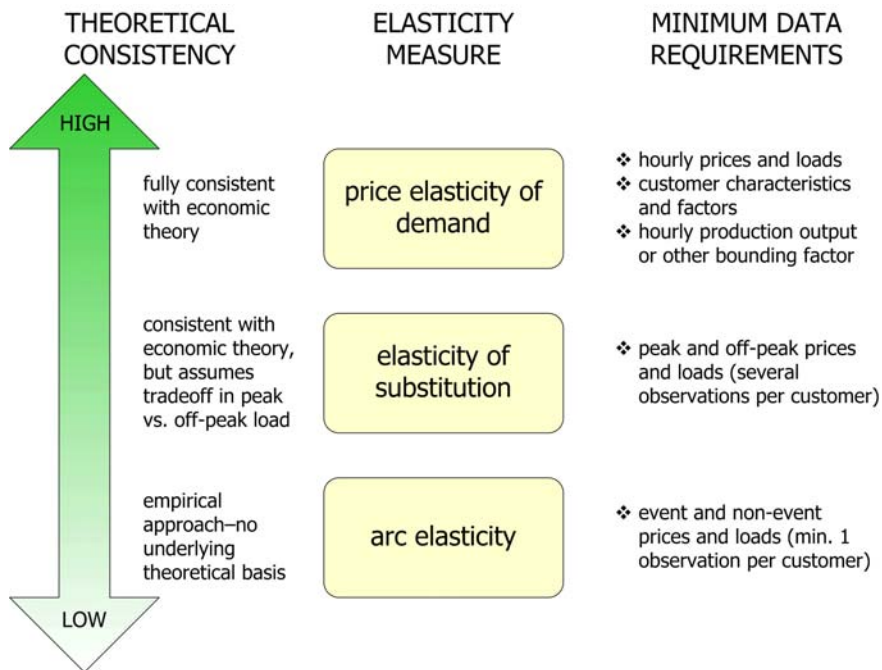 THEORETICAL
CONSISTENCY
ELASTICITY
MEASURE
MINIMUM DATA
REQUIREMENTS
HIGH
fully consistent
with economic
theory
price elasticity of
demand
❖ hourly prices and loads
❖ customer characteristics
and factors
❖ hourly production output
or other bounding factor
consistent with
economic theory,
but assumes
tradeoff in peak
vs. off-peak load
elasticity of
substitution
❖ peak and off-peak prices
and loads (several
observations per customer)
empirical
approach–no
underlying
theoretical basis
arc elasticity
❖ event and non-event
prices and loads (min. 1
observation per customer)
LOW